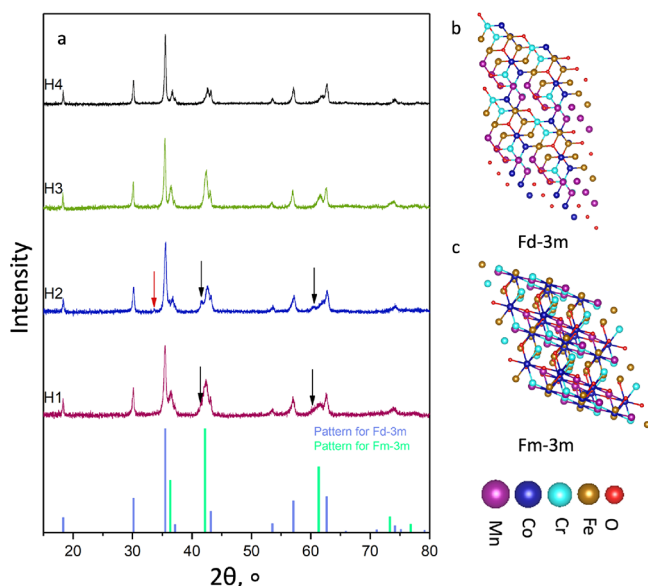 a
H4
H3
H2
H1
Pattern for Fd-3m
Pattern for Fm-3m
Intensity
20
30
40
50
60
70
80
2θ, °
b
Fd-3m
c
Fm-3m
Mn
Co
Cr
Fe
O